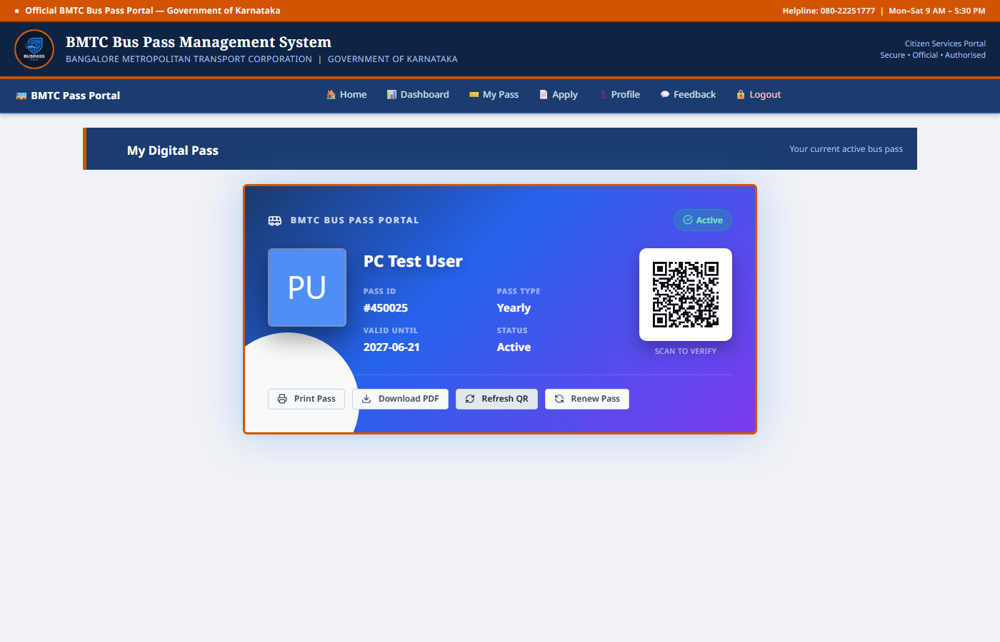 Official BMTC Bus Pass Portal — Government of Karnataka
Helpline: 080-22251777 | Mon–Sat 9 AM – 5:30 PM
BUSPASS
PRO
BMTC Bus Pass Management System
BANGALORE METROPOLITAN TRANSPORT CORPORATION | GOVERNMENT OF KARNATAKA
Citizen Services Portal
Secure • Official • Authorised
BMTC Pass Portal
Home
Dashboard
My Pass
Apply
Profile
Feedback
Logout
My Digital Pass
Your current active bus pass
BMTC BUS PASS PORTAL
Active
PU
PC Test User
PASS ID
#450025
PASS TYPE
Yearly
VALID UNTIL
2027-06-21
STATUS
Active
SCAN TO VERIFY
Print Pass
Download PDF
Refresh QR
Renew Pass